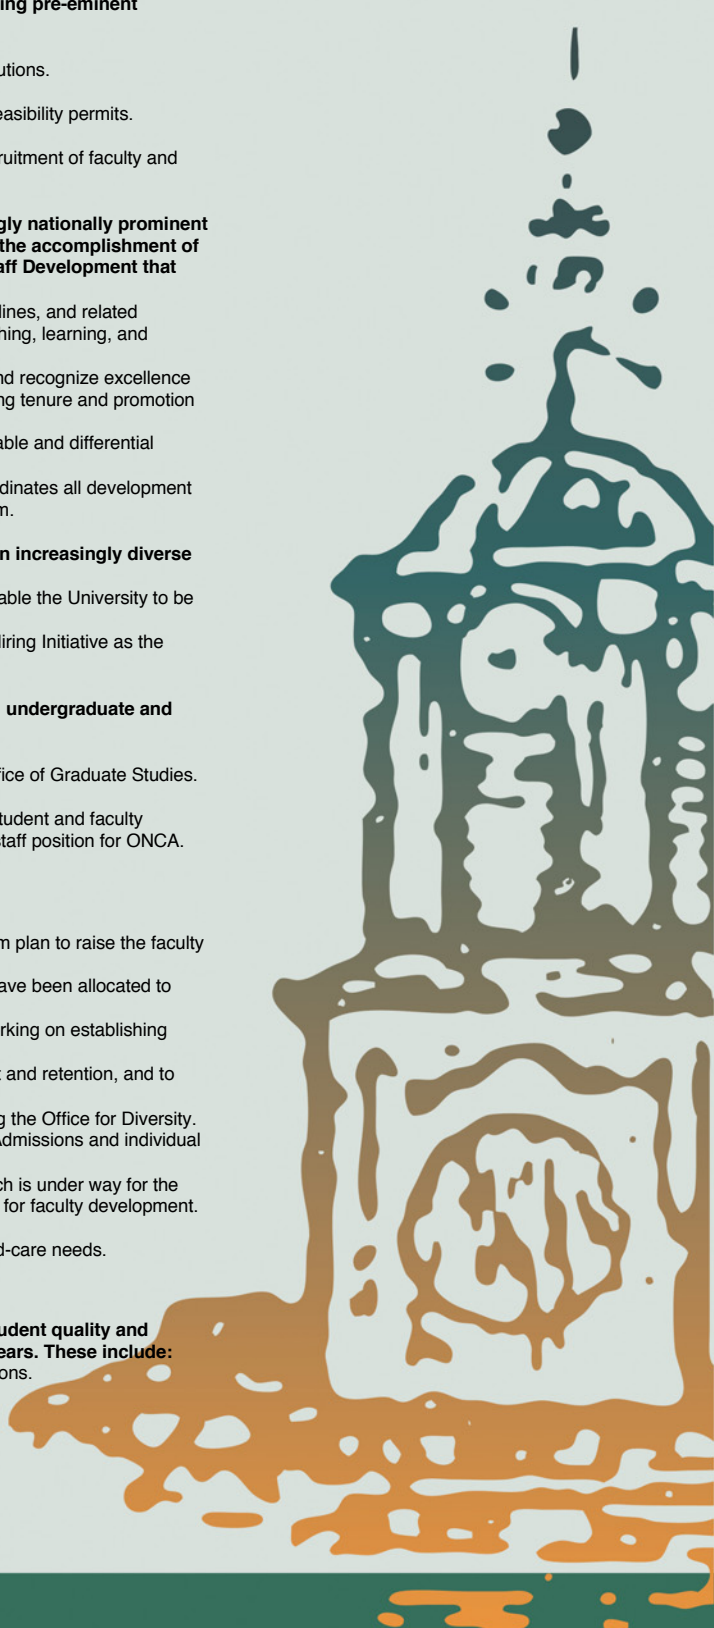 ing pre-eminent
utions.
easibility permits.
ruitment of faculty and
gly nationally prominent
the accomplishment of
aff Development that
lines, and related
hing, learning, and
nd recognize excellence
ng tenure and promotion
able and differential
dinates all development
m.
n increasingly diverse
able the University to be
Hiring Initiative as the
undergraduate and
fice of Graduate Studies.
tudent and faculty
staff position for ONCA.
m plan to raise the faculty
ave been allocated to
rking on establishing
t and retention, and to
g the Office for Diversity.
Admissions and individual
ch is under way for the
for faculty development.
d-care needs.
udent quality and
ears. These include:
ons.